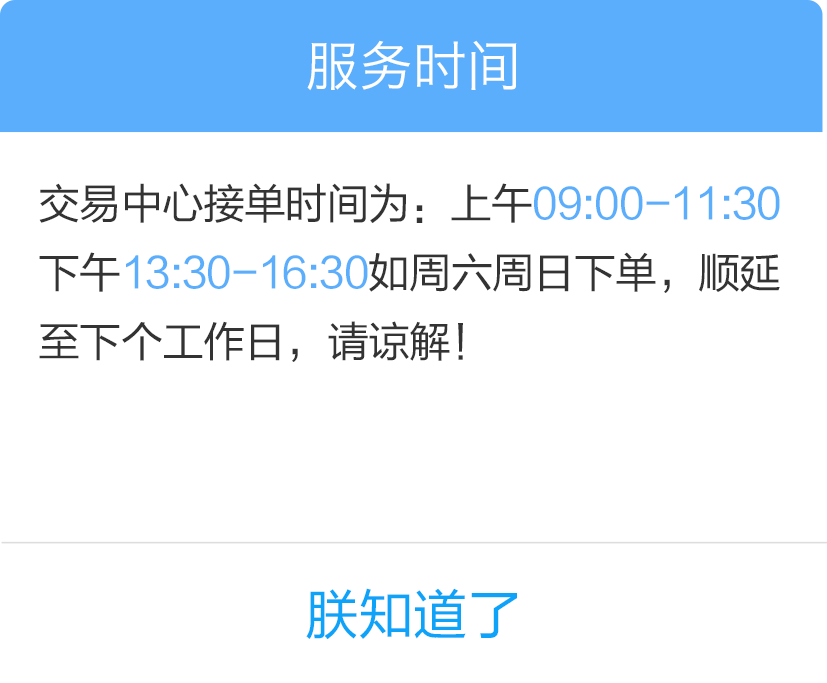 服务时间
交易中心接单时间为：上午09:00-11:30
下午13:30-16:30如周六周日下单，顺延
至下个工作日，请谅解！
朕知道了